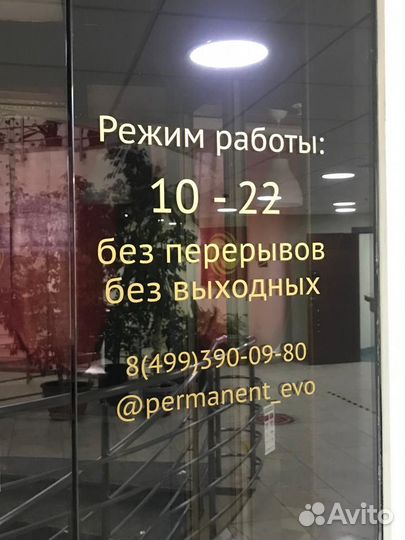 Режим работы:
10 - 22
без перерывов
без выходных
8(499)390-09-80
@permanent_evo
Avito